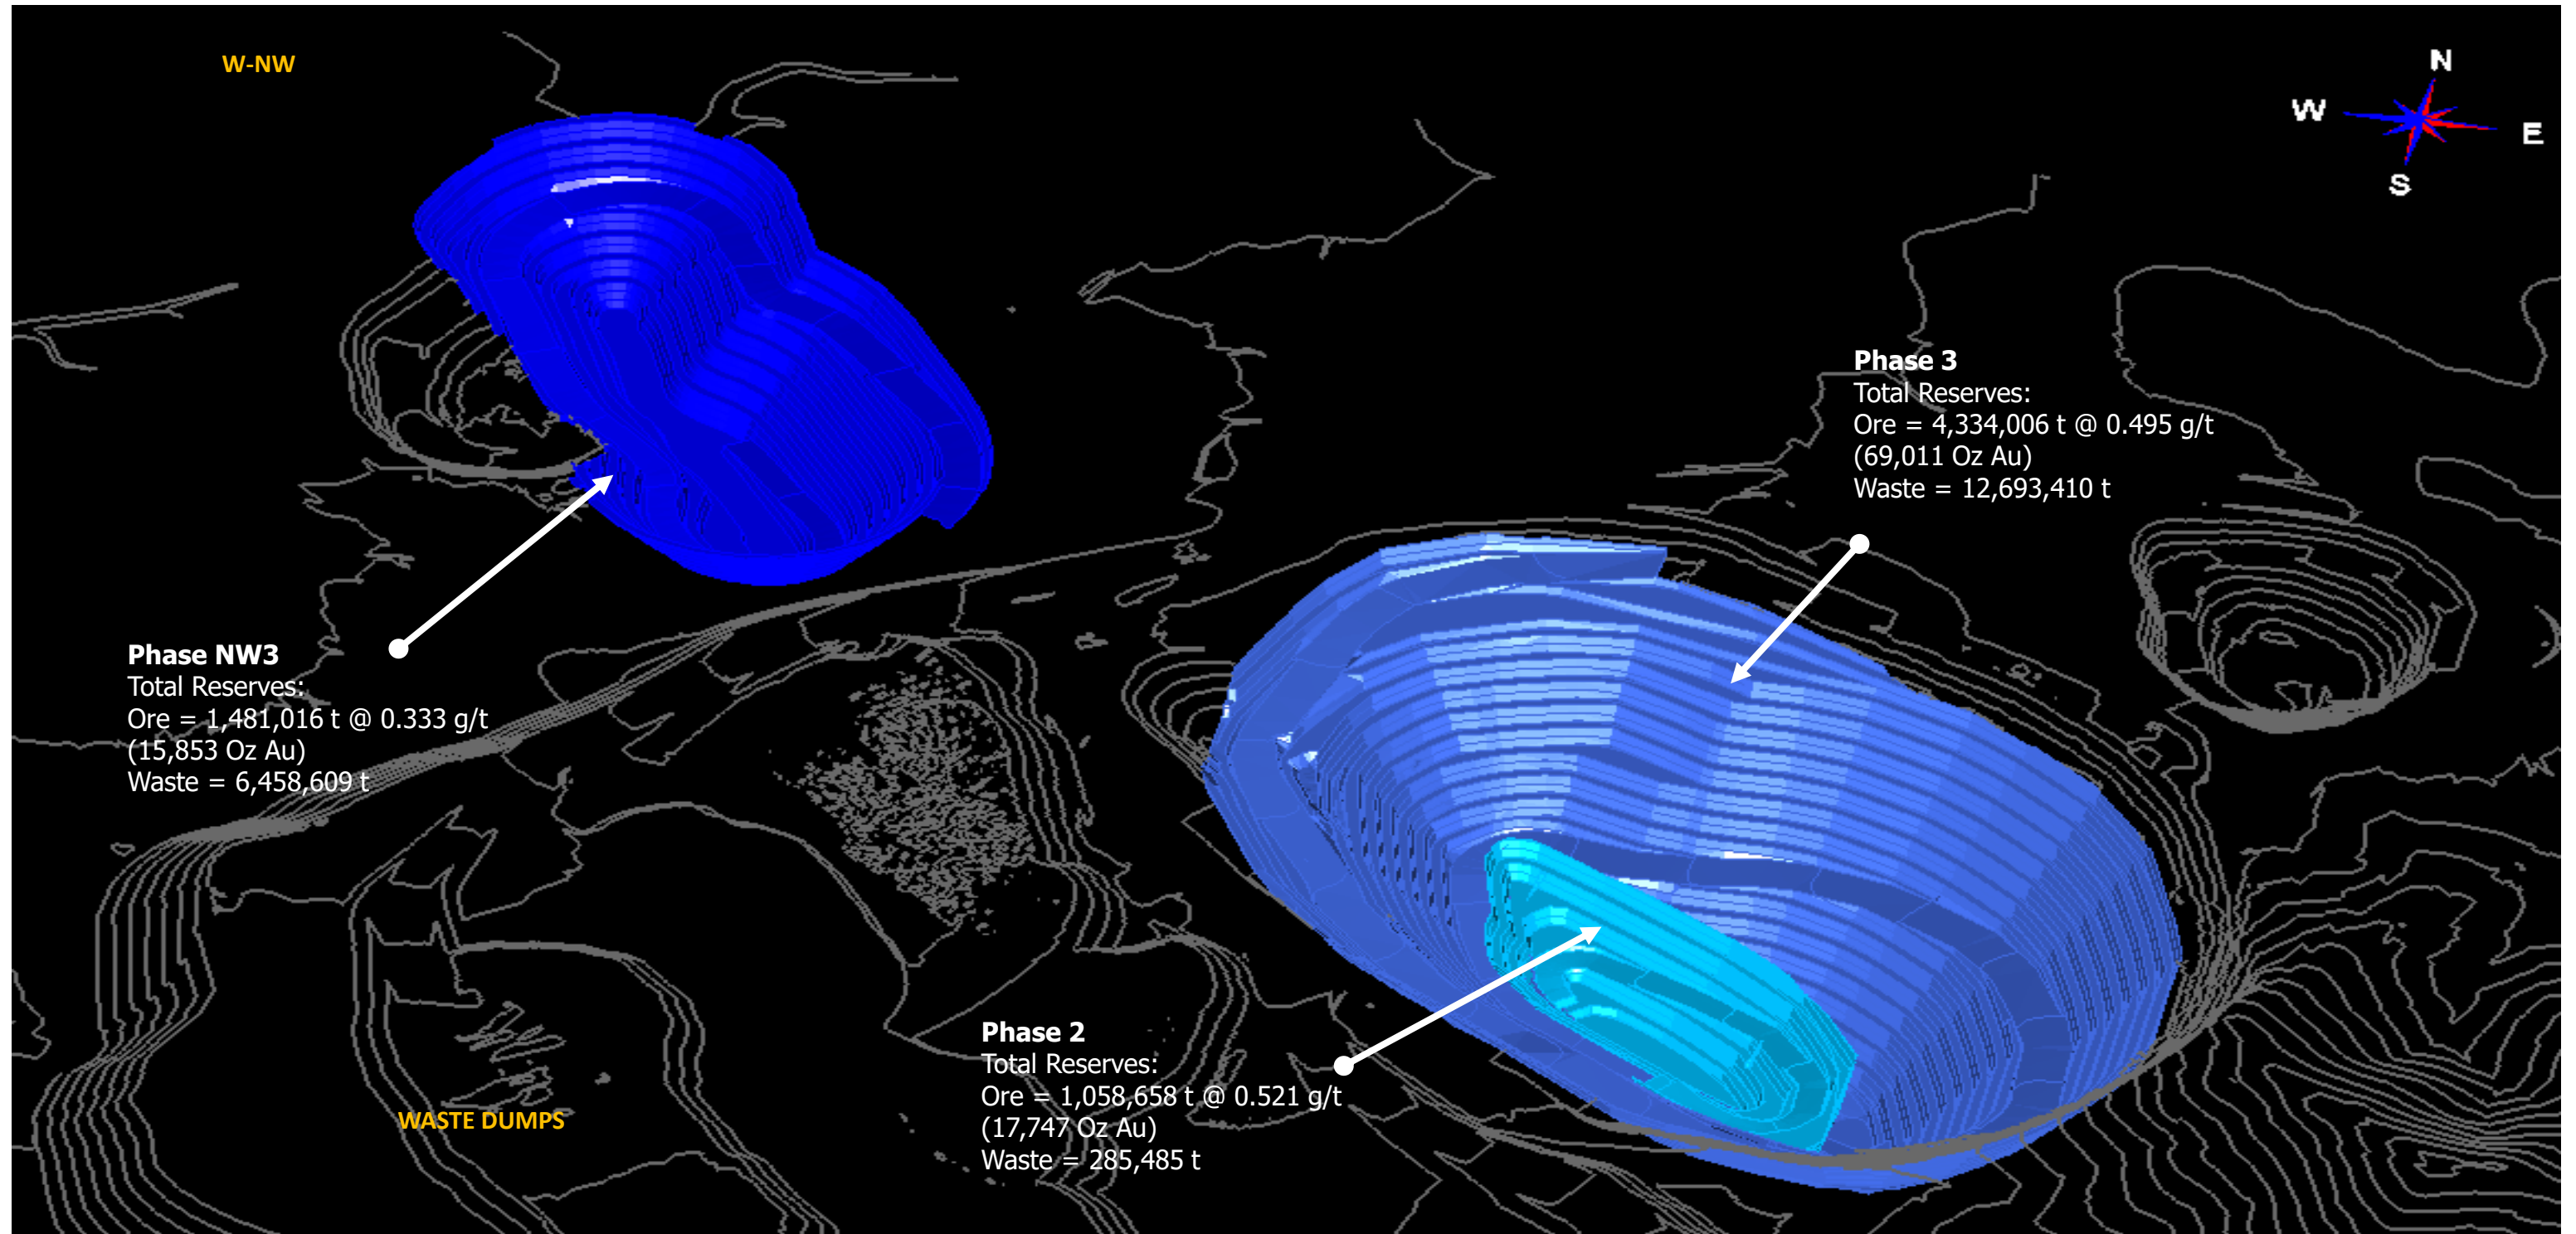 W-NW
N
W
E
S
Phase 3
Total Reserves:
Ore = 4,334,006 t @ 0.495 g/t
(69,011 Oz Au)
Waste = 12,693,410 t
Phase NW3
Total Reserves:
Ore = 1,481,016 t @ 0.333 g/t
(15,853 Oz Au)
Waste = 6,458,609 t
Phase 2
Total Reserves:
Ore = 1,058,658 t @ 0.521 g/t
(17,747 Oz Au)
Waste = 285,485 t
WASTE DUMPS